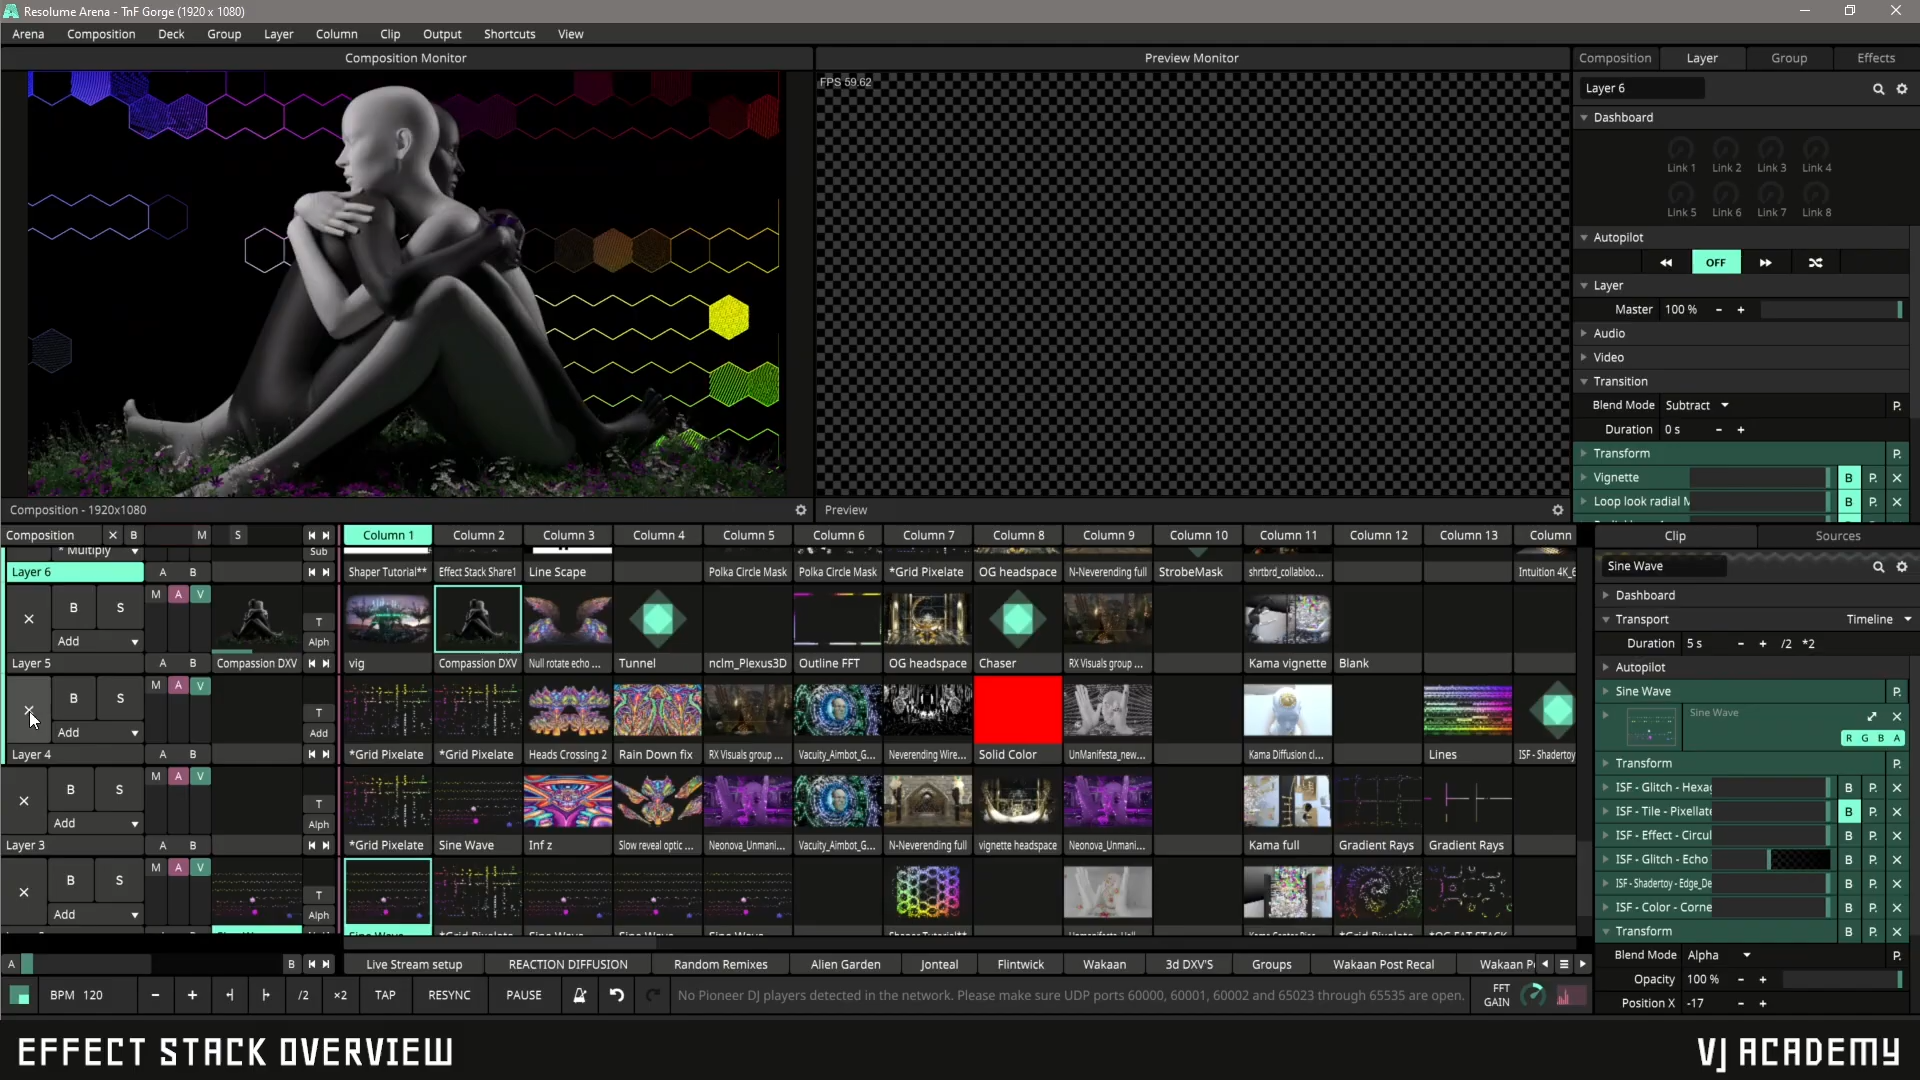 Resolume Arena - TnF Gorge (1920 x 1080)
Arena Composition Deck Group Layer Column Clip Output Shortcuts View
Composition Monitor
Preview Monitor
FPS 59.62
Composition Layer Group Effects
Layer 6
Dashboard
Link 1 Link 2 Link 3 Link 4
Link 5 Link 6 Link 7 Link 8
Autopilot
OFF
Layer
Master 100 % - +
Audio
Video
Transition
Blend Mode Subtract P.
Duration 0 s - +
Transform P.
Vignette B P. ×
Loop look radial B P. ×
Composition - 1920x1080
Preview
Composition × B M S
Column 1 Column 2 Column 3 Column 4 Column 5 Column 6 Column 7 Column 8 Column 9 Column 10 Column 11 Column 12 Column 13 Column
* Multiply Sub
Layer 6 A B
Shaper Tutorial** Effect Stack Share1 Line Scape Polka Circle Mask Polka Circle Mask *Grid Pixelate OG headspace N-Neverending full StrobeMask shrtbrd_collabloo... Intuition 4K_6
× B S M A V T
Add Alph
Layer 5 A B Compassion DXV
vig Compassion DXV Null rotate echo ... Tunnel nclm_Plexus3D Outline FFT OG headspace Chaser RX Visuals group ... Kama vignette Blank
× B S M A V T
Add Add
Layer 4 A B
*Grid Pixelate *Grid Pixelate Heads Crossing 2 Rain Down fix RX Visuals group ... Vacuity_Aimbot_G... Neverending Wire... Solid Color UnManifesta_new... Kama Diffusion cl... Lines ISF - Shadertoy
× B S M A V T
Add Alph
Layer 3 A B
*Grid Pixelate Sine Wave Inf z Slow reveal optic ... Neonova_Unmani... Vacuity_Aimbot_G... N-Neverending full vignette headspace Neonova_Unmani... Kama full Gradient Rays Gradient Rays
× B S M A V T
Add Alph
A B
Live Stream setup REACTION DIFFUSION Random Remixes Alien Garden Jonteal Flintwick Wakaan 3d DXV'S Groups Wakaan Post Recal
BPM 120 - + /2 ×2 TAP RESYNC PAUSE
No Pioneer DJ players detected in the network. Please make sure UDP ports 60000, 60001, 60002 and 65023 through 65535 are open.
FFT GAIN
Clip Sources
Sine Wave
Dashboard
Transport Timeline
Duration 5 s - + /2 *2
Autopilot
Sine Wave P.
Sine Wave ×
R G B A
Transform P.
ISF - Glitch - Hexa B P. ×
ISF - Tile - Pixellate B P. ×
ISF - Effect - Circul B P. ×
ISF - Glitch - Echo B P. ×
ISF - Shadertoy - Edge_De B P. ×
ISF - Color - Corne B P. ×
Transform B P. ×
Blend Mode Alpha P.
Opacity 100 % - +
Position X -17 - +
EFFECT STACK OVERVIEW
VJ ACADEMY